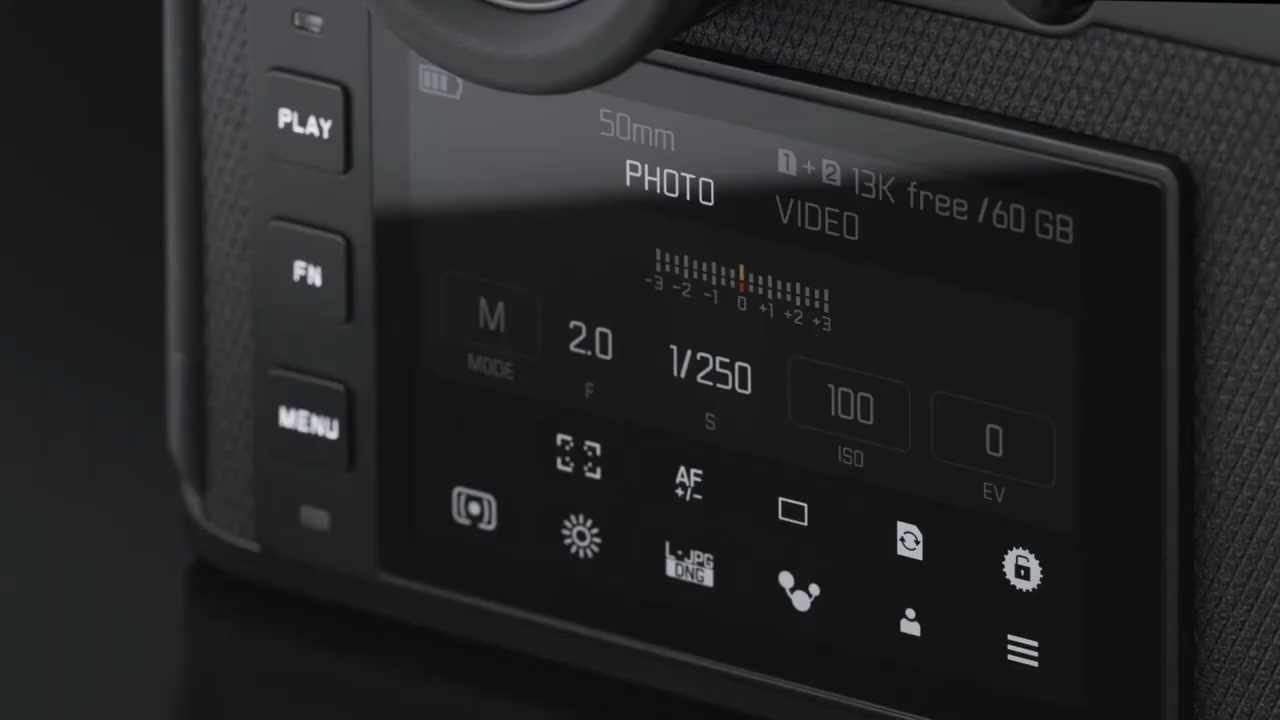 PLAY
FN
MENU
50mm
1 + 2 13K free /60 GB
PHOTO VIDEO
-3 -2 -1 0 +1 +2 +3
M 2.0 1/250 100 0
MODE F S ISO EV
AF
+/-
L-JPG
DNG